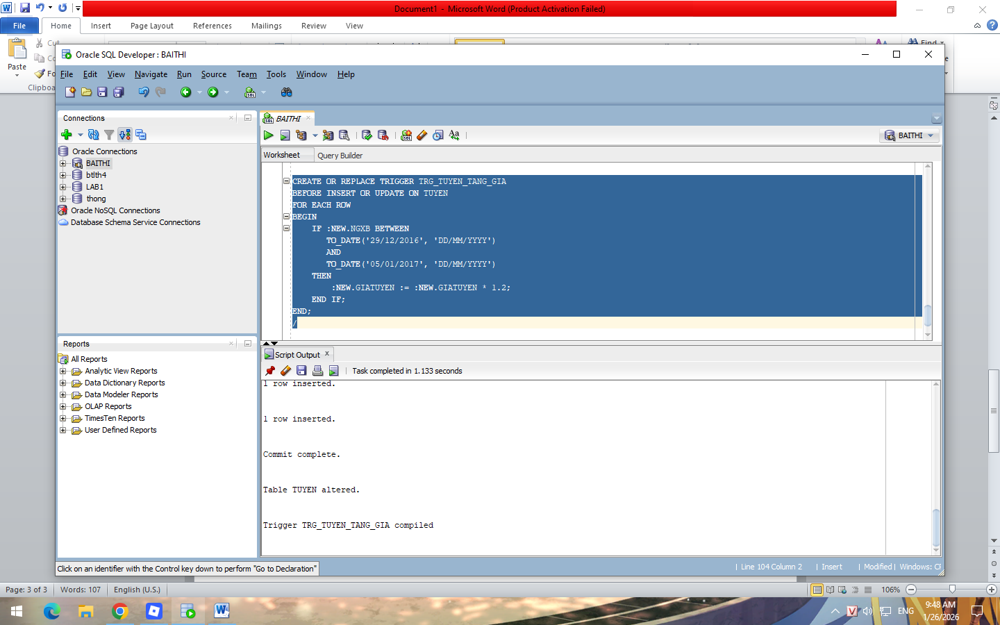 Document1 - Microsoft Word (Product Activation Failed)
File
Home
Insert
Page Layout
References
Mailings
Review
View
Paste
Cut
Find
Oracle SQL Developer : BAITHI
File Edit View Navigate Run Source Team Tools Window Help
Connections
Oracle Connections
BAITHI
btlth4
LAB1
thong
Oracle NoSQL Connections
Database Schema Service Connections
Reports
All Reports
Analytic View Reports
Data Dictionary Reports
Data Modeler Reports
OLAP Reports
TimesTen Reports
User Defined Reports
BAITHI
BAITHI
Worksheet
Query Builder
CREATE OR REPLACE TRIGGER TRG_TUYEN_TANG_GIA
BEFORE INSERT OR UPDATE ON TUYEN
FOR EACH ROW
BEGIN
IF :NEW.NGXB BETWEEN
TO_DATE('29/12/2016', 'DD/MM/YYYY')
AND
TO_DATE('05/01/2017', 'DD/MM/YYYY')
THEN
:NEW.GIATUYEN := :NEW.GIATUYEN * 1.2;
END IF;
END;
/
Script Output
Task completed in 1.133 seconds
1 row inserted.
1 row inserted.
Commit complete.
Table TUYEN altered.
Trigger TRG_TUYEN_TANG_GIA compiled
Click on an identifier with the Control key down to perform "Go to Declaration"
Line 104 Column 2
Insert
Modified
Windows: CF
Page: 3 of 3
Words: 107
English (U.S.)
106%
ENG
9:48 AM
1/26/2026